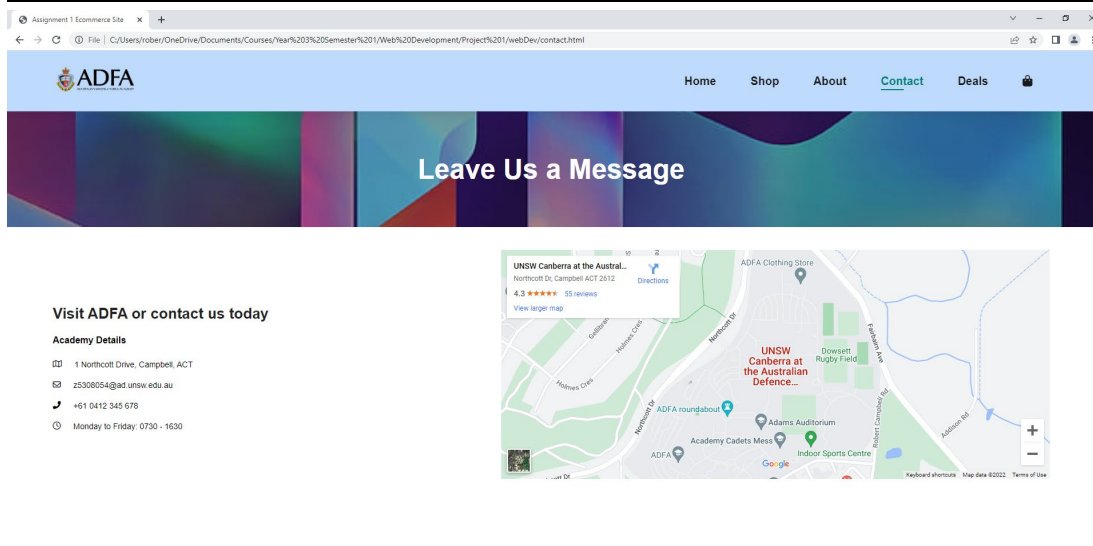 Assignment 1 Ecommerce Site
File | C:/Users/rober/OneDrive/Documents/Courses/Year%203%20Semester%201/Web%20Development/Project%201/webDev/contact.html
ADFA
Home Shop About Contact Deals
Leave Us a Message
Visit ADFA or contact us today
Academy Details
1 Northcott Drive, Campbell, ACT
z5308054@ad.unsw.edu.au
+61 0412 345 678
Monday to Friday: 0730 - 1630
UNSW Canberra at the Austral...
Northcott Dr, Campbell ACT 2612
Directions
4.3 55 reviews
View larger map
ADFA Clothing Store
Holmes Cres
Holmes Cres
Northcott Dr
Northcott Dr
Fairbairn Ave
UNSW
Canberra at
the Australian
Defence...
Dowsett
Rugby Field
ADFA roundabout
Adams Auditorium
Academy Cadets Mess
Indoor Sports Centre
ADFA
Robert Campbell Rd
Addison Rd
Google
Keyboard shortcuts Map data ©2022 Terms of Use